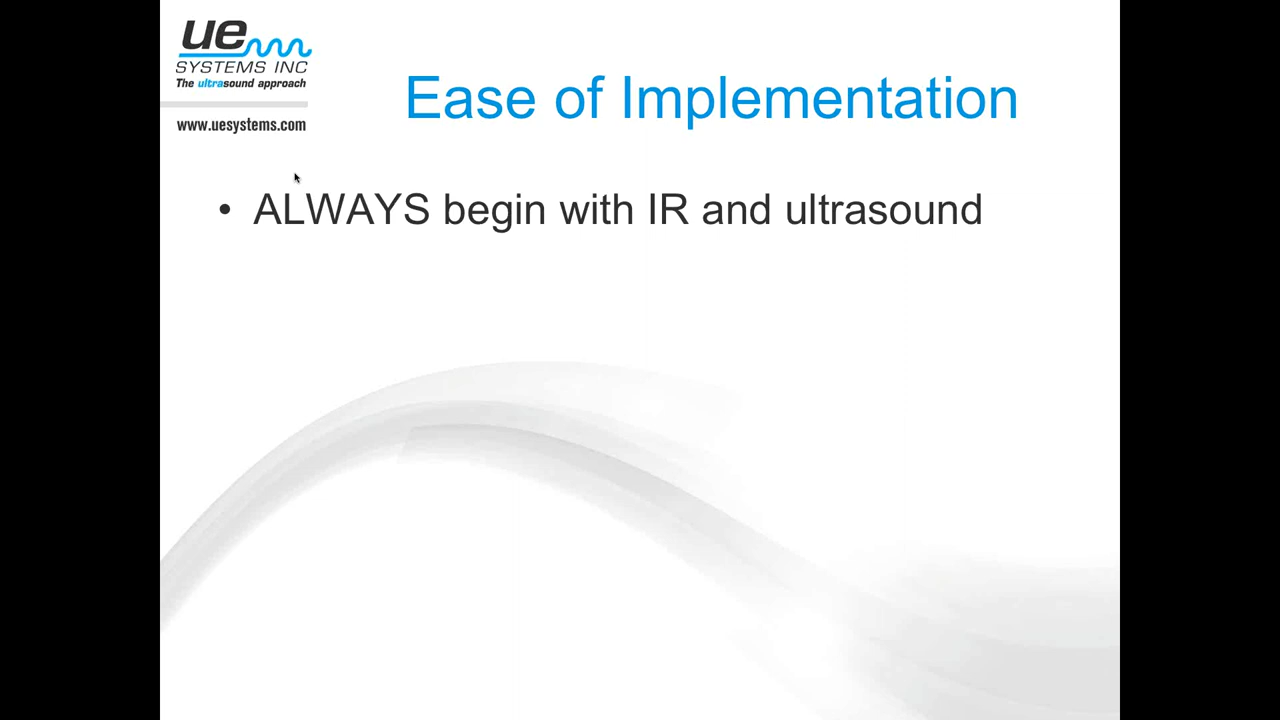 ue
SYSTEMS INC
The ultrasound approach
www.uesystems.com
Ease of Implementation
• ALWAYS begin with IR and ultrasound